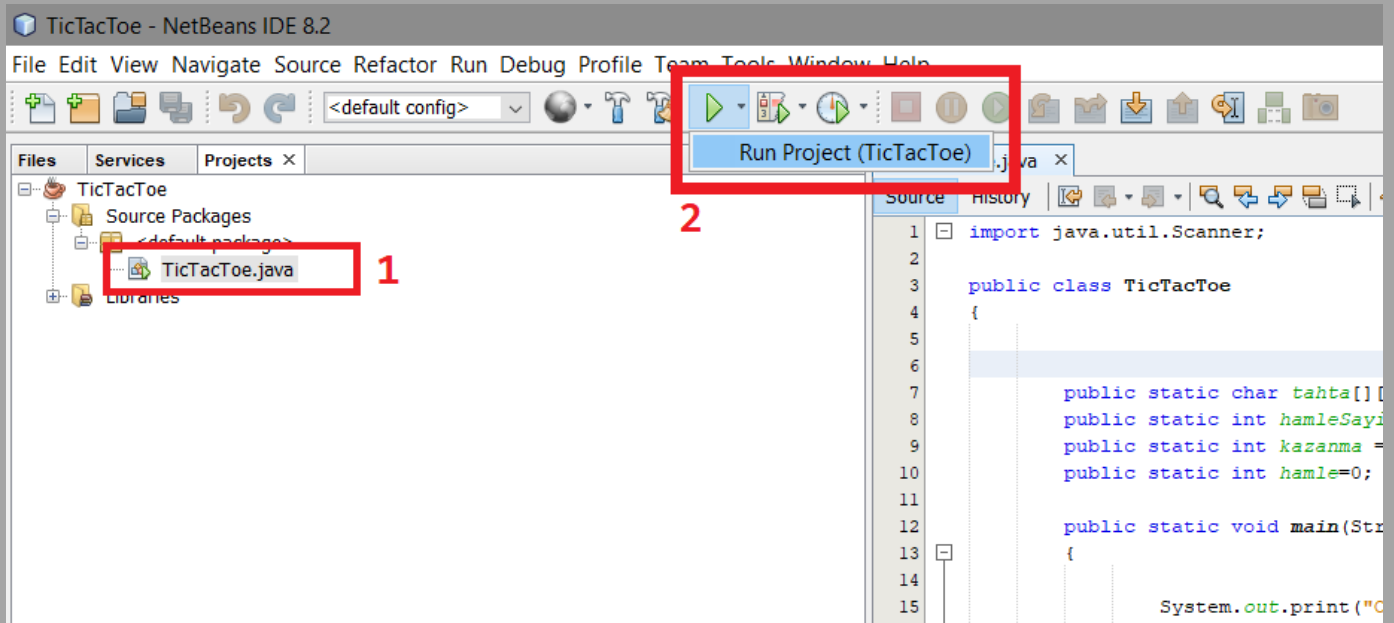 TicTacToe - NetBeans IDE 8.2
File Edit View Navigate Source Refactor Run Debug Profile Team Tools Window Help
<default config>
Run Project (TicTacToe)
Files Services Projects
TicTacToe
Source Packages
<default package>
TicTacToe.java
Libraries
1
2
.java
Source History
1 import java.util.Scanner;
2
3 public class TicTacToe
4 {
5
6
7 public static char tahta[][
8 public static int hamleSayi
9 public static int kazanma =
10 public static int hamle=0;
11
12 public static void main(Str
13 {
14
15 System.out.print("